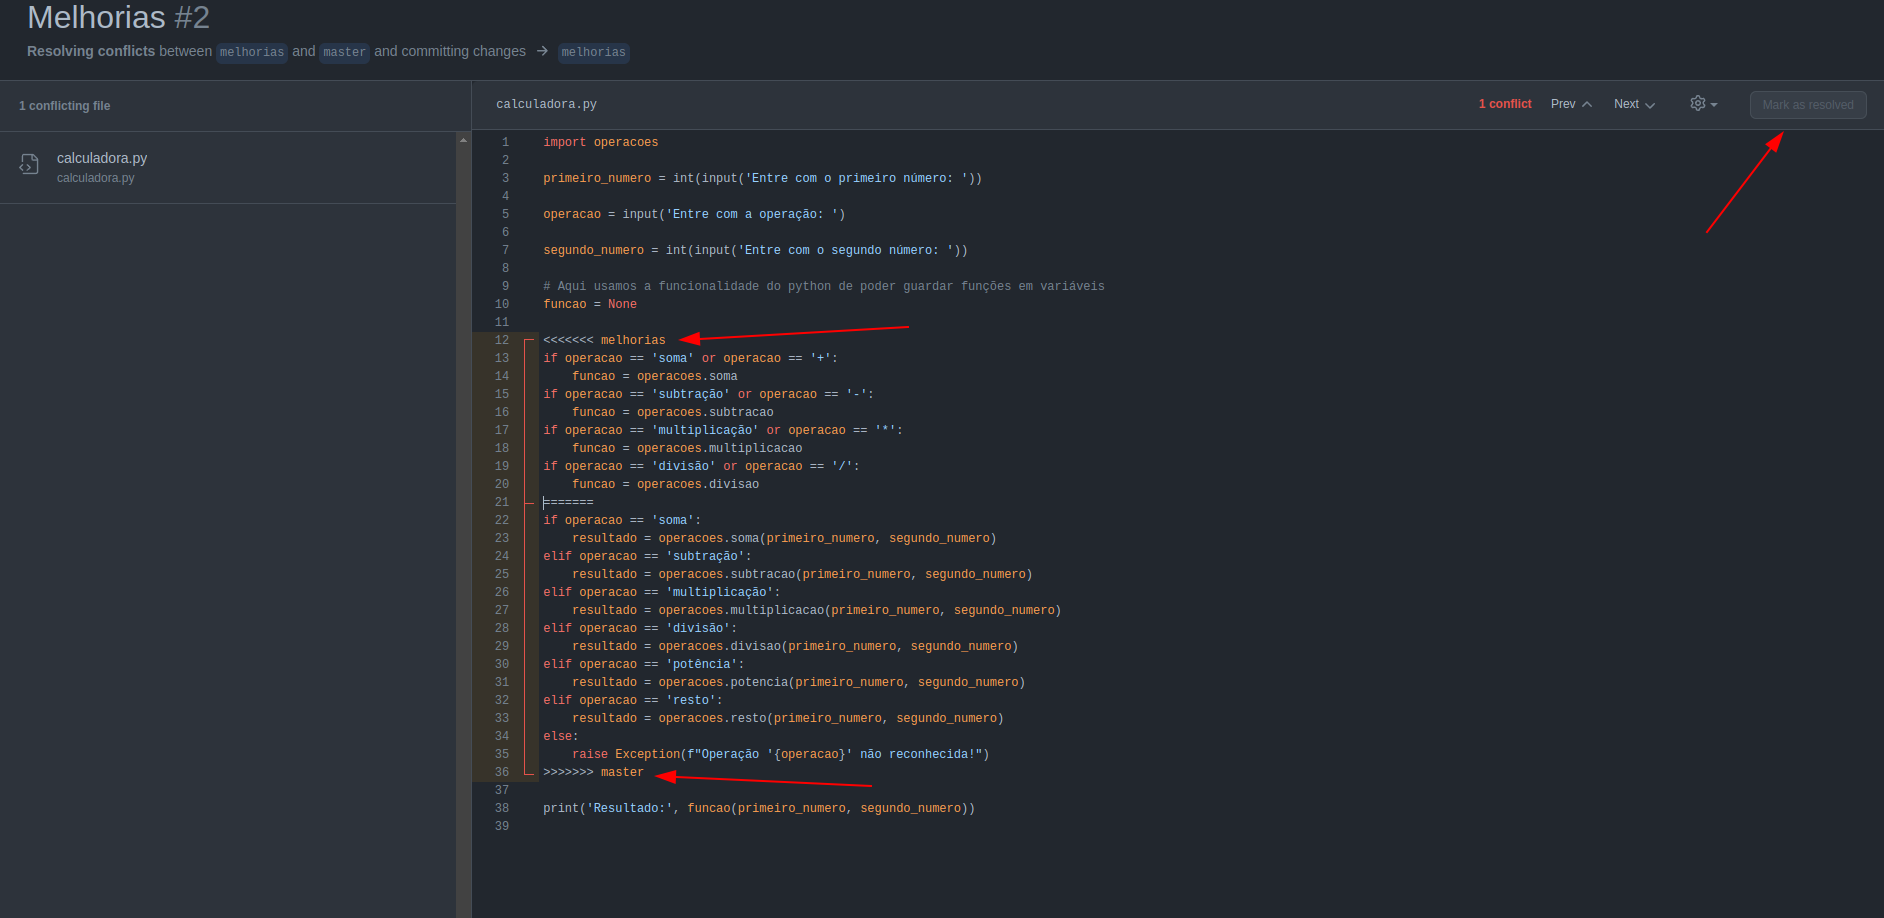 Melhorias #2
Resolving conflicts between melhorias and master and committing changes → melhorias
1 conflicting file
calculadora.py
calculadora.py
calculadora.py
1 conflict Prev Next Mark as resolved
1 import operacoes
2
3 primeiro_numero = int(input('Entre com o primeiro número: '))
4
5 operacao = input('Entre com a operação: ')
6
7 segundo_numero = int(input('Entre com o segundo número: '))
8
9 # Aqui usamos a funcionalidade do python de poder guardar funções em variáveis
10 funcao = None
11
12 <<<<<<< melhorias
13 if operacao == 'soma' or operacao == '+':
14     funcao = operacoes.soma
15 if operacao == 'subtração' or operacao == '-':
16     funcao = operacoes.subtracao
17 if operacao == 'multiplicação' or operacao == '*':
18     funcao = operacoes.multiplicacao
19 if operacao == 'divisão' or operacao == '/':
20     funcao = operacoes.divisao
21 =======
22 if operacao == 'soma':
23     resultado = operacoes.soma(primeiro_numero, segundo_numero)
24 elif operacao == 'subtração':
25     resultado = operacoes.subtracao(primeiro_numero, segundo_numero)
26 elif operacao == 'multiplicação':
27     resultado = operacoes.multiplicacao(primeiro_numero, segundo_numero)
28 elif operacao == 'divisão':
29     resultado = operacoes.divisao(primeiro_numero, segundo_numero)
30 elif operacao == 'potência':
31     resultado = operacoes.potencia(primeiro_numero, segundo_numero)
32 elif operacao == 'resto':
33     resultado = operacoes.resto(primeiro_numero, segundo_numero)
34 else:
35     raise Exception(f"Operação '{operacao}' não reconhecida!")
36 >>>>>>> master
37
38 print('Resultado:', funcao(primeiro_numero, segundo_numero))
39